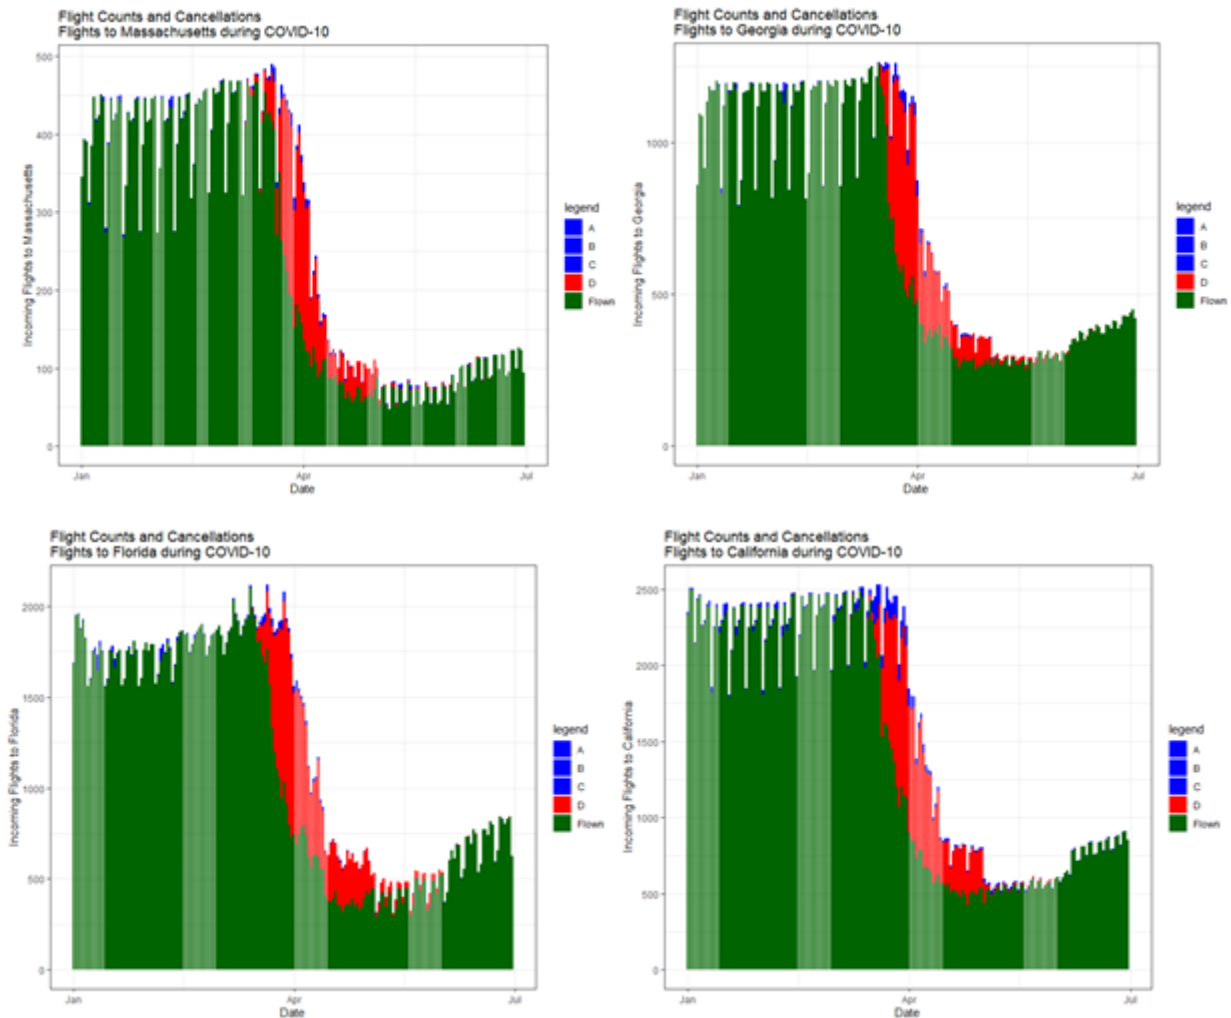 Flight Counts and Cancellations
Flights to Massachusetts during COVID-10
Incoming Flights to Massachusetts
500
400
300
200
100
0
Jan
Apr
Jul
Date
legend
A
B
C
D
Flown
Flight Counts and Cancellations
Flights to Georgia during COVID-10
Incoming Flights to Georgia
1000
500
0
Jan
Apr
Jul
Date
legend
A
B
C
D
Flown
Flight Counts and Cancellations
Flights to Florida during COVID-10
Incoming Flights to Florida
2000
1500
1000
500
0
Jan
Apr
Jul
Date
legend
A
B
C
D
Flown
Flight Counts and Cancellations
Flights to California during COVID-10
Incoming Flights to California
2500
2000
1500
1000
500
0
Jan
Apr
Jul
Date
legend
A
B
C
D
Flown